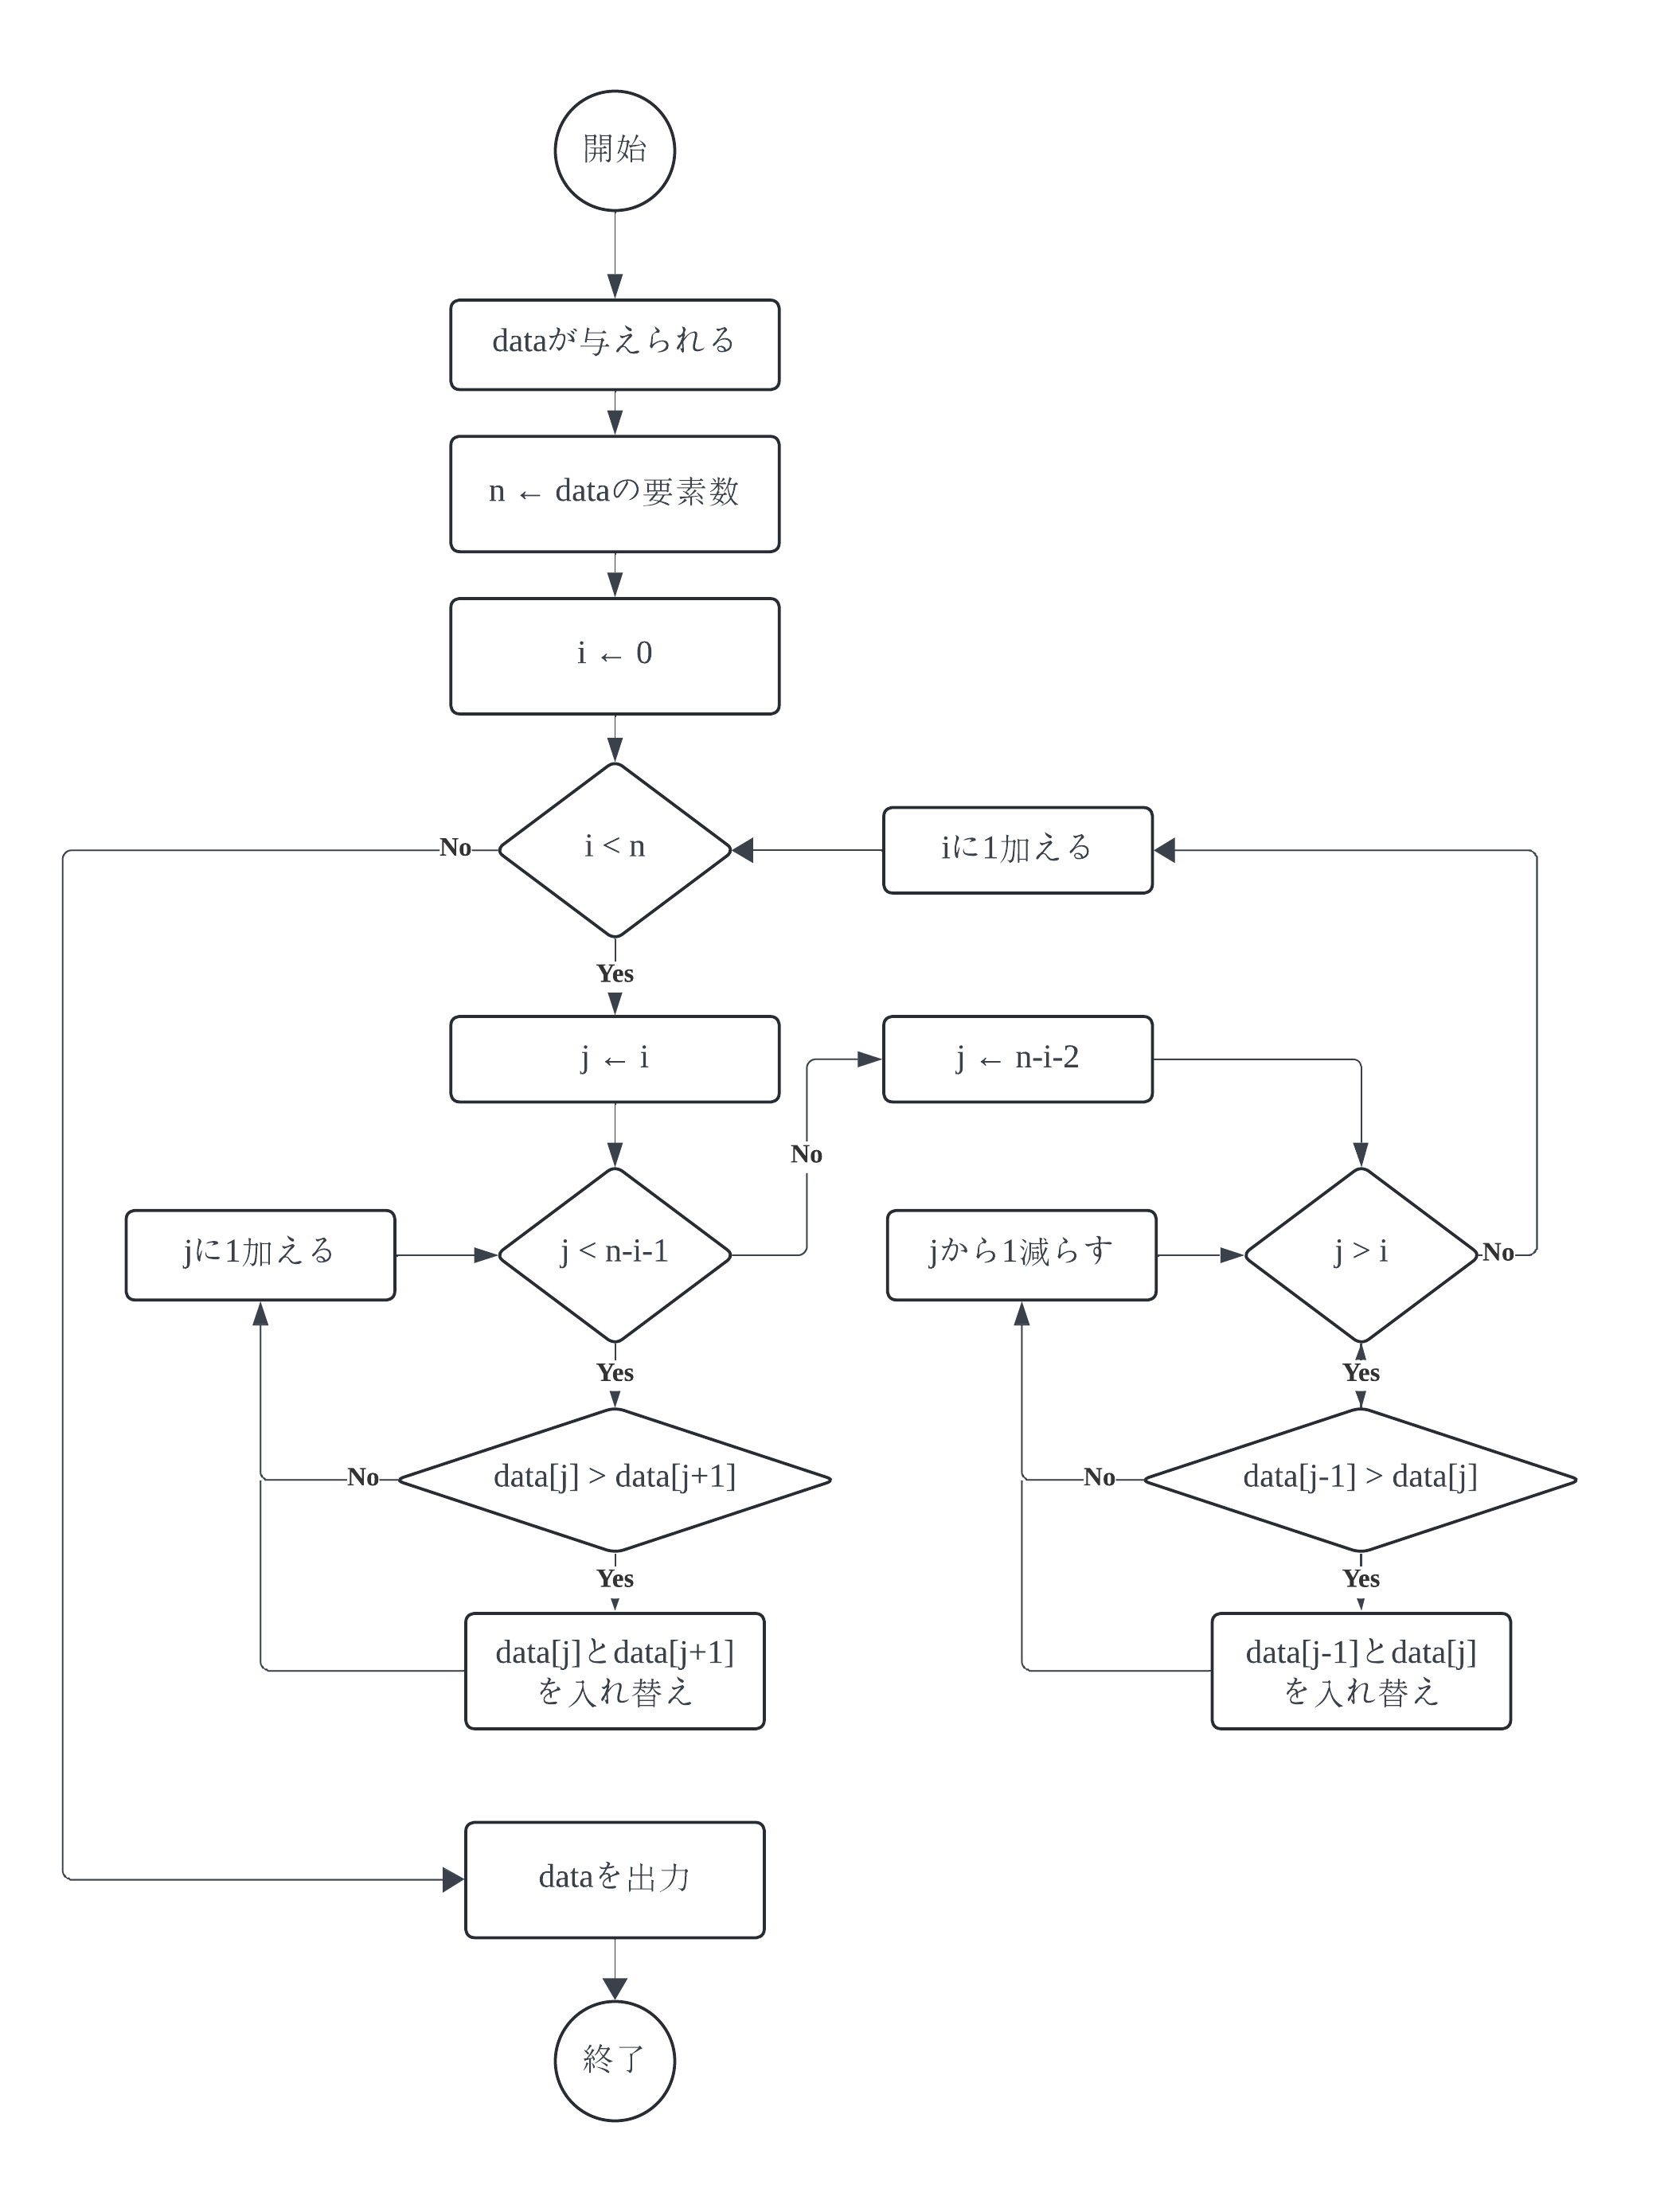 開始
dataが与えられる
n ← dataの要素数
i ← 0
i < n
iに1加える
No
Yes
j ← i
j ← n-i-2
No
jに1加える
j < n-i-1
jから1減らす
j > i
No
Yes
Yes
data[j] > data[j+1]
No
data[j-1] > data[j]
No
Yes
Yes
data[j]とdata[j+1]
を入れ替え
data[j-1]とdata[j]
を入れ替え
dataを出力
終了